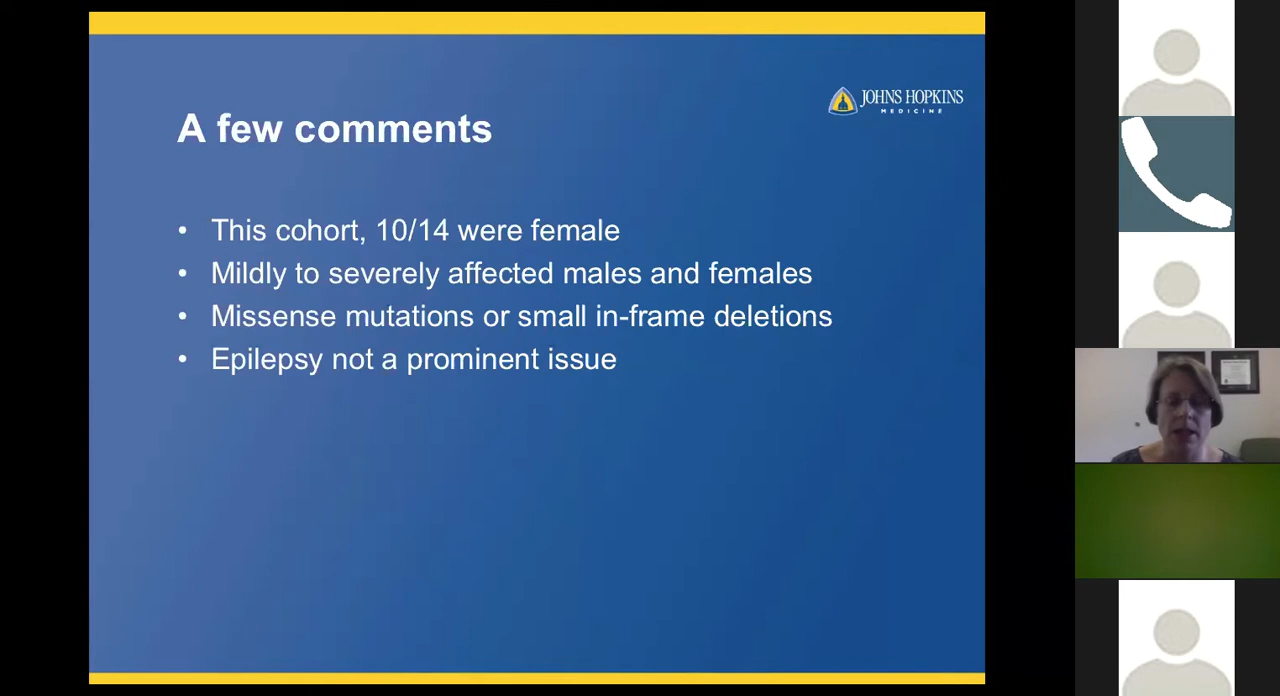 JOHNS HOPKINS
MEDICINE
A few comments
• This cohort, 10/14 were female
• Mildly to severely affected males and females
• Missense mutations or small in-frame deletions
• Epilepsy not a prominent issue